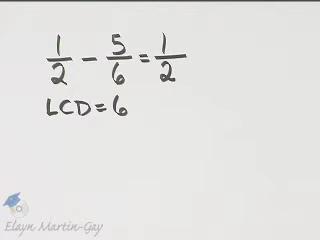 1/2 - 5/6 = 1/2
LCD = 6
Elayn Martin-Gay